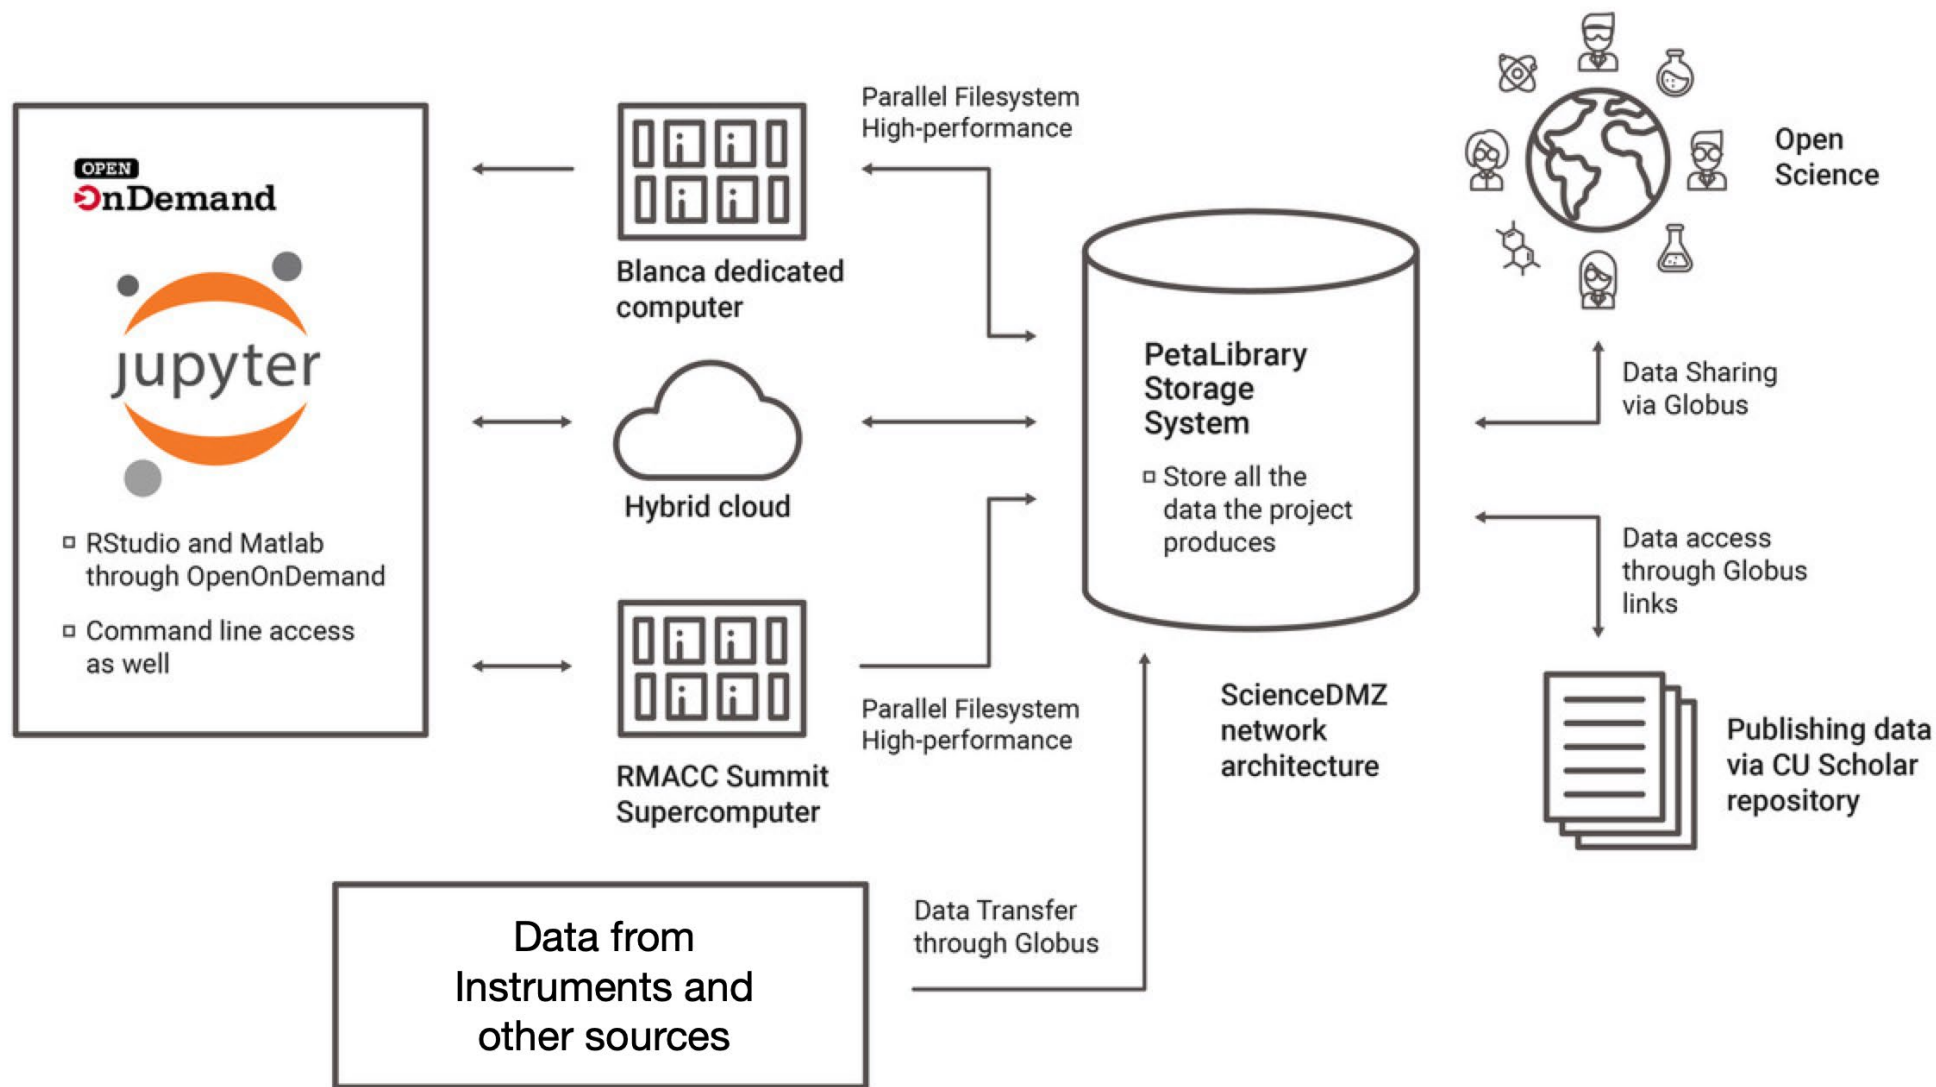 OPEN
OnDemand
jupyter
RStudio and Matlab
through OpenOnDemand
Command line access
as well
Blanca dedicated
computer
Hybrid cloud
RMACC Summit
Supercomputer
Parallel Filesystem
High-performance
Parallel Filesystem
High-performance
PetaLibrary
Storage
System
Store all the
data the project
produces
ScienceDMZ
network
architecture
Data from
Instruments and
other sources
Data Transfer
through Globus
Open
Science
Data Sharing
via Globus
Data access
through Globus
links
Publishing data
via CU Scholar
repository